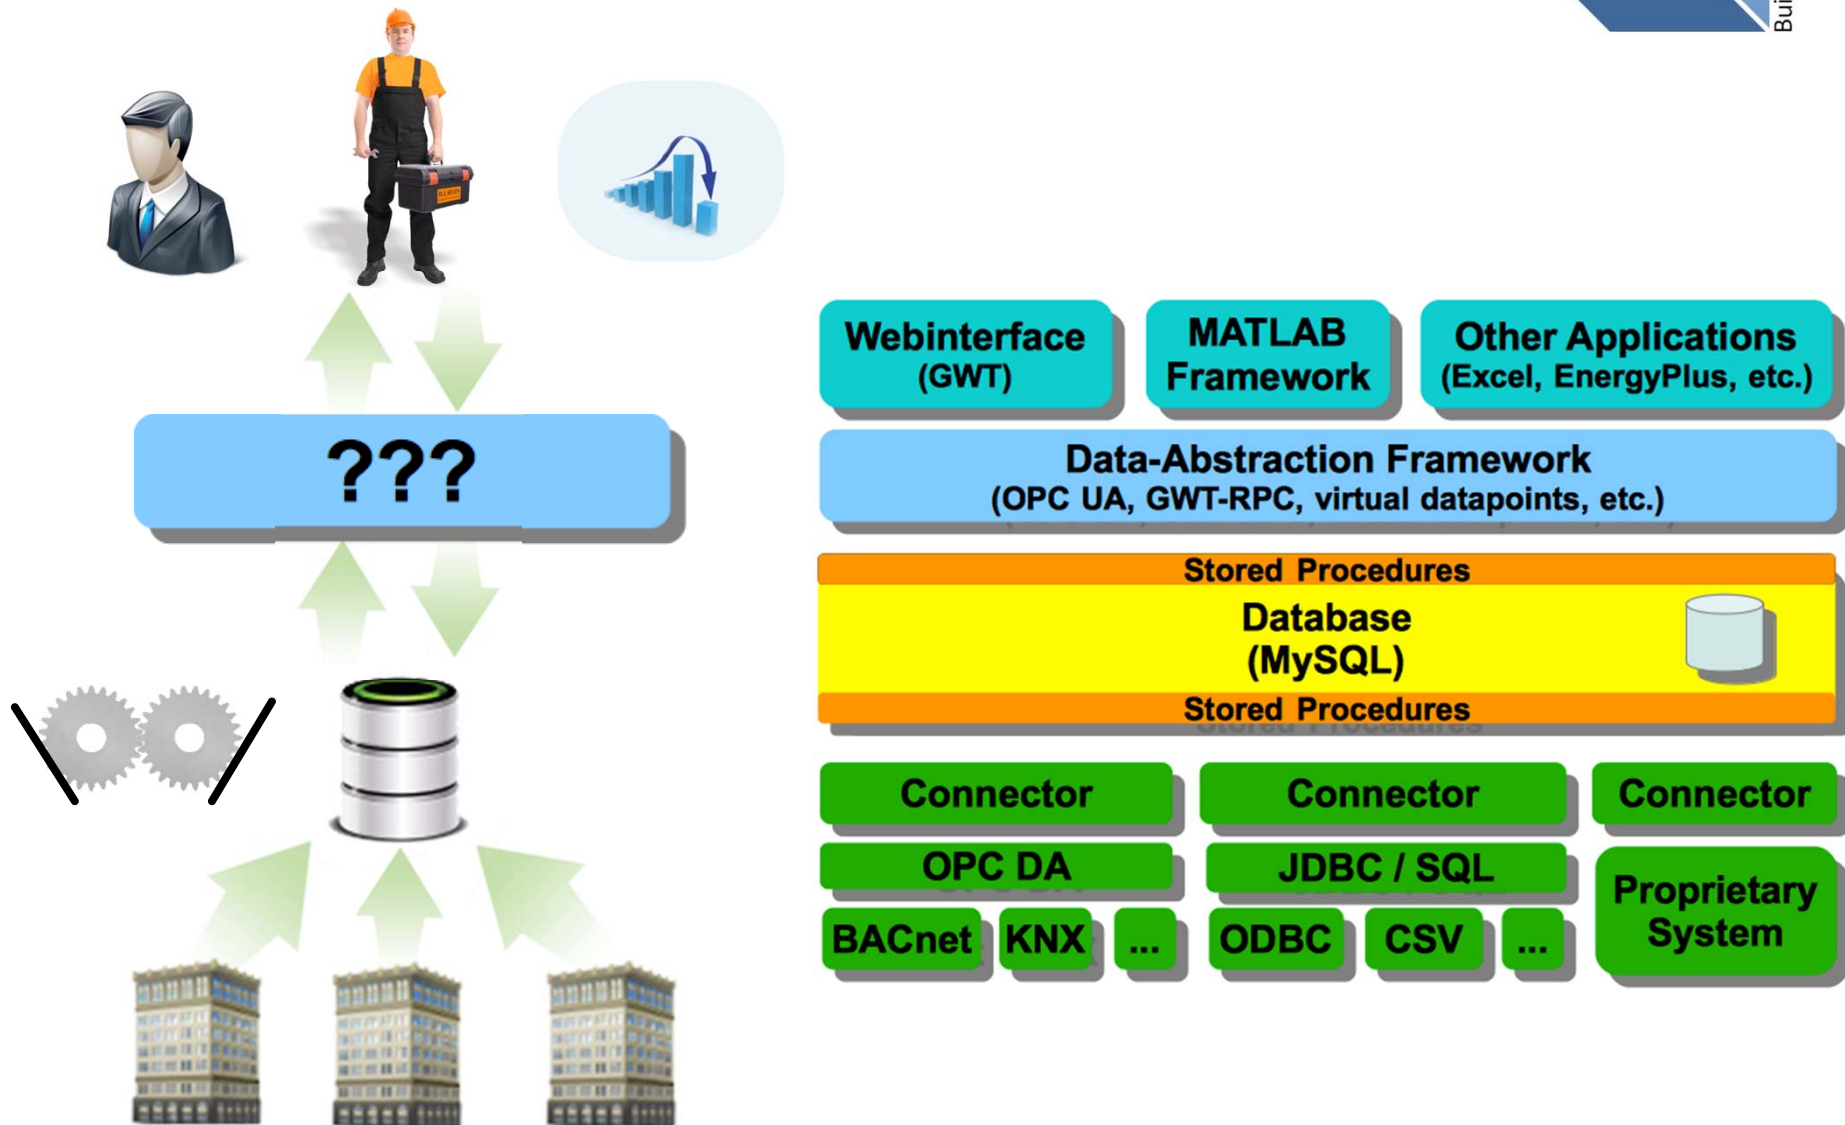 Bui
???
Webinterface
(GWT)
MATLAB
Framework
Other Applications
(Excel, EnergyPlus, etc.)
Data-Abstraction Framework
(OPC UA, GWT-RPC, virtual datapoints, etc.)
Stored Procedures
Database
(MySQL)
Stored Procedures
Connector
Connector
Connector
OPC DA
JDBC / SQL
Proprietary
System
BACnet
KNX
...
ODBC
CSV
...